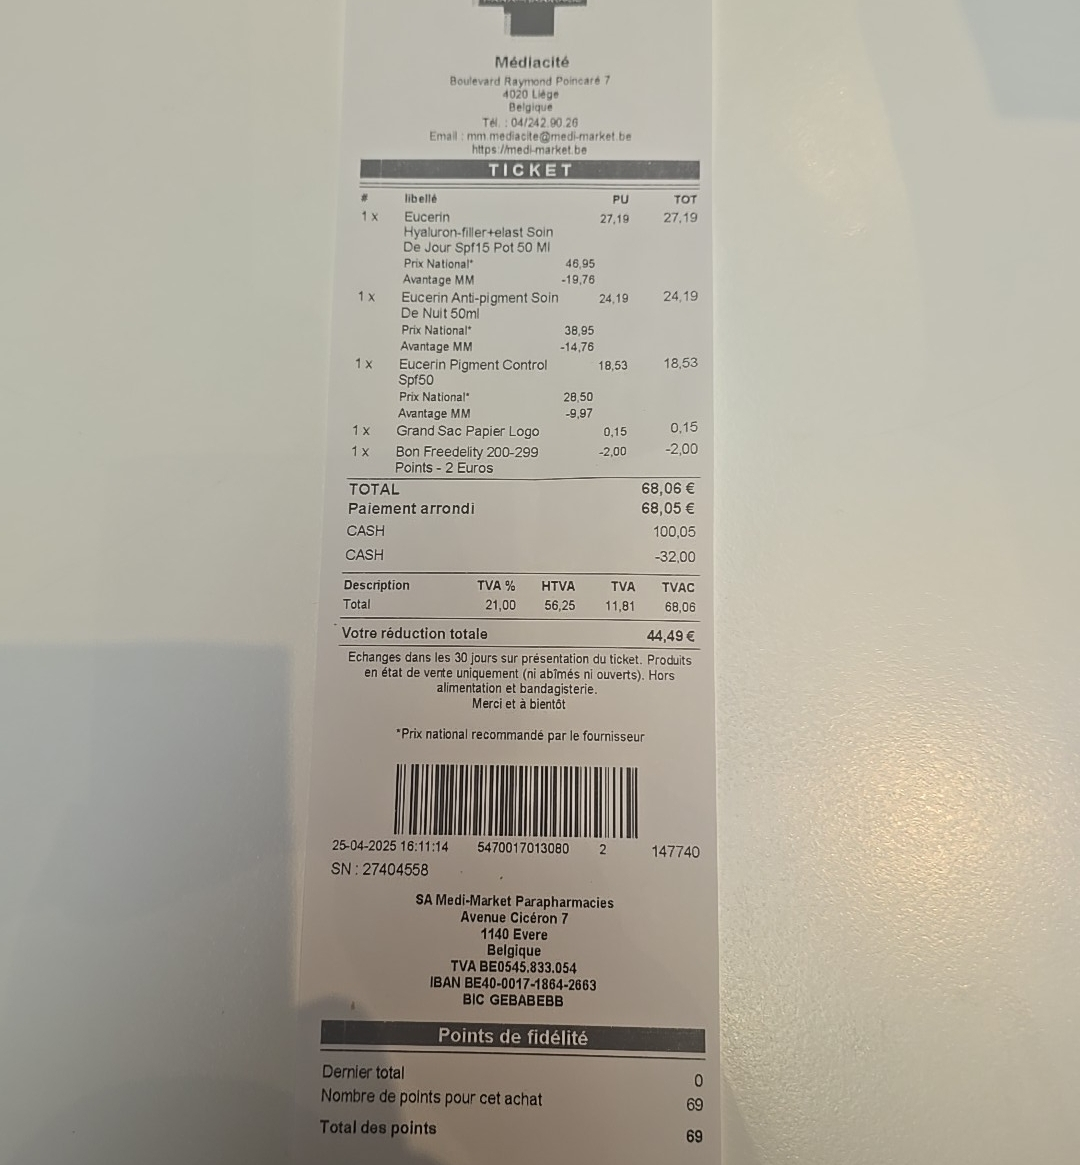 Médiacité
Boulevard Raymond Poincaré 7
4020 Liège
Belgique
Tél. : 04/242.90.26
Email : mm.mediacite@medi-market.be
https://medi-market.be
TICKET
# libellé PU TOT
1 x Eucerin 27,19 27,19
Hyaluron-filler+elast Soin
De Jour Spf15 Pot 50 Ml
Prix National* 46,95
Avantage MM -19,76
1 x Eucerin Anti-pigment Soin 24,19 24,19
De Nuit 50ml
Prix National* 38,95
Avantage MM -14,76
1 x Eucerin Pigment Control 18,53 18,53
Spf50
Prix National* 28,50
Avantage MM -9,97
1 x Grand Sac Papier Logo 0,15 0,15
1 x Bon Freedelity 200-299 -2,00 -2,00
Points - 2 Euros
TOTAL 68,06 €
Paiement arrondi 68,05 €
CASH 100,05
CASH -32,00
Description TVA % HTVA TVA TVAC
Total 21,00 56,25 11,81 68,06
Votre réduction totale 44,49 €
Echanges dans les 30 jours sur présentation du ticket. Produits
en état de vente uniquement (ni abîmés ni ouverts). Hors
alimentation et bandagisterie.
Merci et à bientôt
*Prix national recommandé par le fournisseur
25-04-2025 16:11:14 5470017013080 2 147740
SN : 27404558
SA Medi-Market Parapharmacies
Avenue Cicéron 7
1140 Evere
Belgique
TVA BE0545.833.054
IBAN BE40-0017-1864-2663
BIC GEBABEBB
Points de fidélité
Dernier total 0
Nombre de points pour cet achat 69
Total des points 69